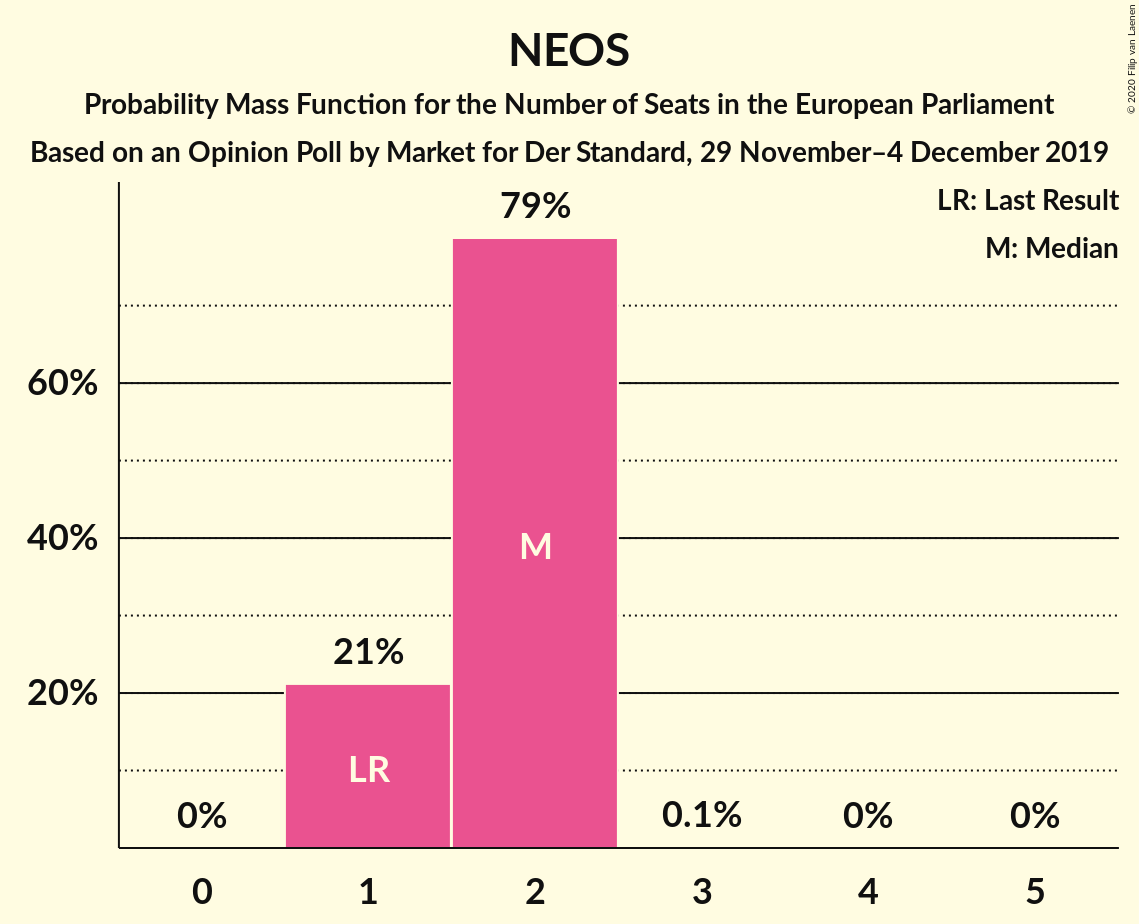 NEOS
Probability Mass Function for the Number of Seats in the European Parliament
Based on an Opinion Poll by Market for Der Standard, 29 November–4 December 2019
© 2020 Filip van Laenen
LR: Last Result
M: Median
79%
60%
40%
20%
M
21%
LR
0%
0.1%
0%
0%
0 1 2 3 4 5